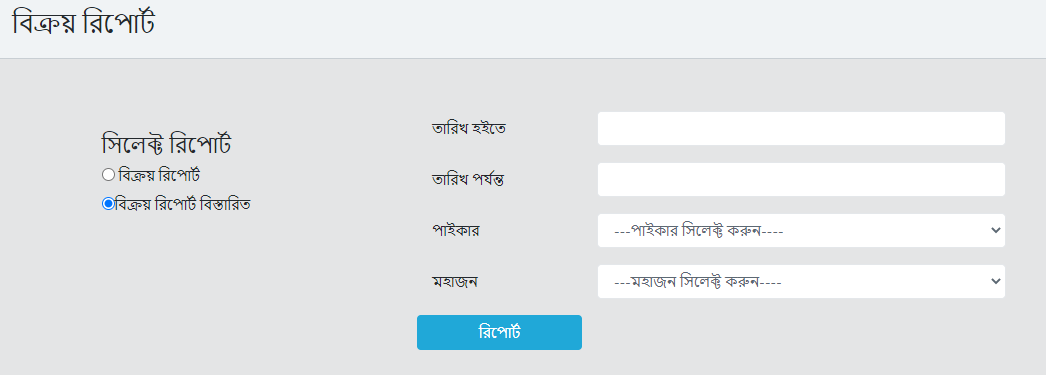 বিক্রয় রিপোর্ট
সিলেক্ট রিপোর্ট
বিক্রয় রিপোর্ট
বিক্রয় রিপোর্ট বিস্তারিত
তারিখ হইতে
তারিখ পর্যন্ত
পাইকার
---পাইকার সিলেক্ট করুন----
মহাজন
---মহাজন সিলেক্ট করুন----
রিপোর্ট